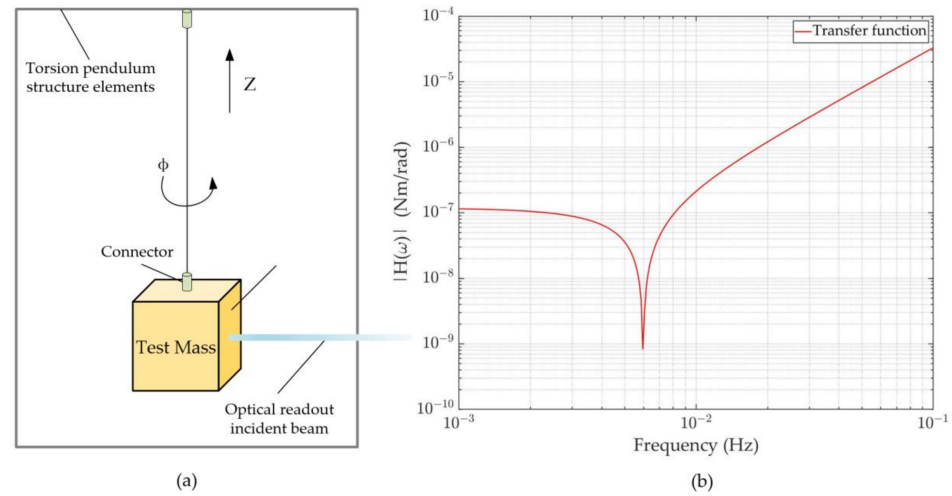 Torsion pendulum
structure elements
Z
ϕ
Connector
Test Mass
Optical readout
incident beam
(a)
10⁻⁴
10⁻⁵
10⁻⁶
10⁻⁷
10⁻⁸
10⁻⁹
10⁻¹⁰
|H(ω)| (Nm/rad)
Transfer function
10⁻³
10⁻²
10⁻¹
Frequency (Hz)
(b)